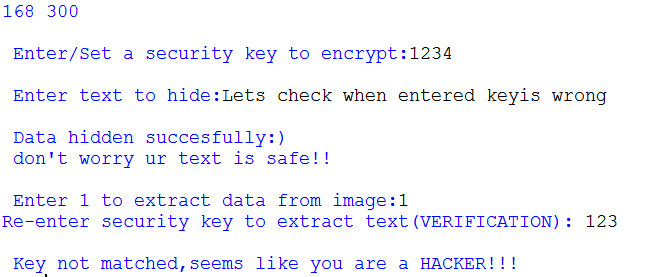 168 300
Enter/Set a security key to encrypt:1234
Enter text to hide:Lets check when entered keyis wrong
Data hidden succesfully:)
don't worry ur text is safe!!
Enter 1 to extract data from image:1
Re-enter security key to extract text(VERIFICATION): 123
Key not matched,seems like you are a HACKER!!!